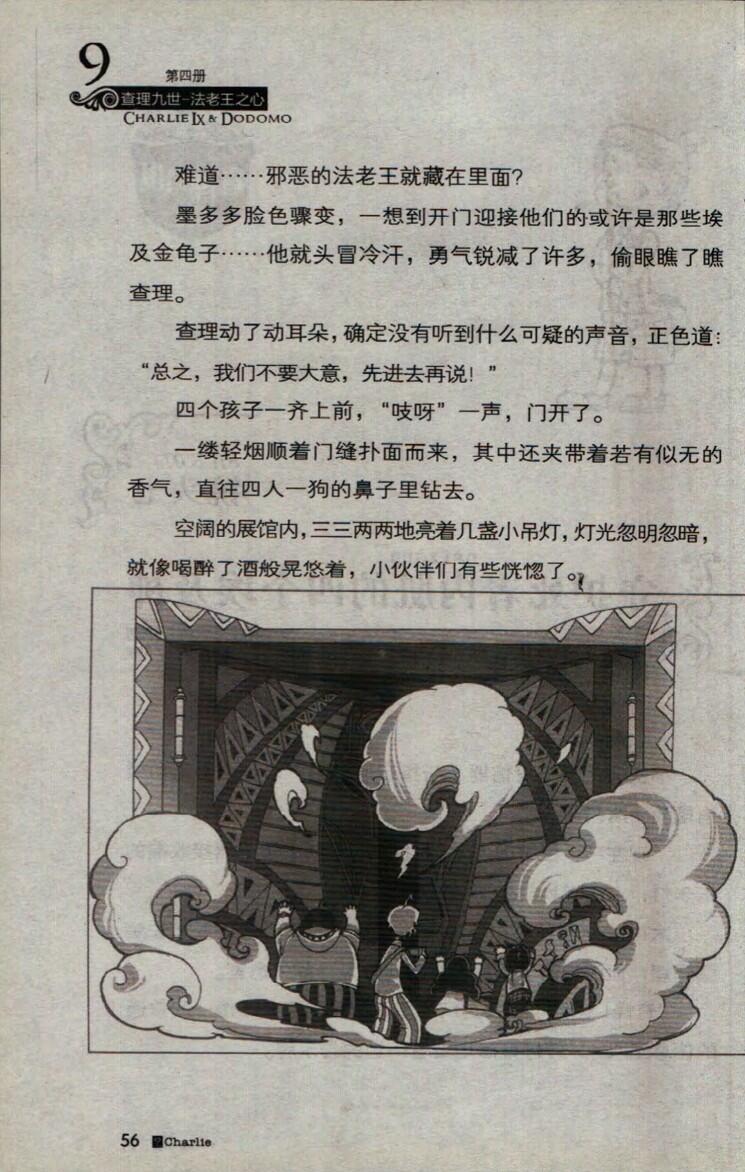 9
第四册
查理九世-法老王之心
CHARLIE IX & DODOMO
难道……邪恶的法老王就藏在里面？
墨多多脸色骤变，一想到开门迎接他们的或许是那些埃
及金龟子……他就头冒冷汗，勇气锐减了许多，偷眼瞧了瞧
查理。
查理动了动耳朵，确定没有听到什么可疑的声音，正色道：
“总之，我们不要大意，先进去再说！”
四个孩子一齐上前，“吱呀”一声，门开了。
一缕轻烟顺着门缝扑面而来，其中还夹带着若有似无的
香气，直往四人一狗的鼻子里钻去。
空阔的展馆内，三三两两地亮着几盏小吊灯，灯光忽明忽暗，
就像喝醉了酒般晃悠着，小伙伴们有些恍惚了。
56 Charlie